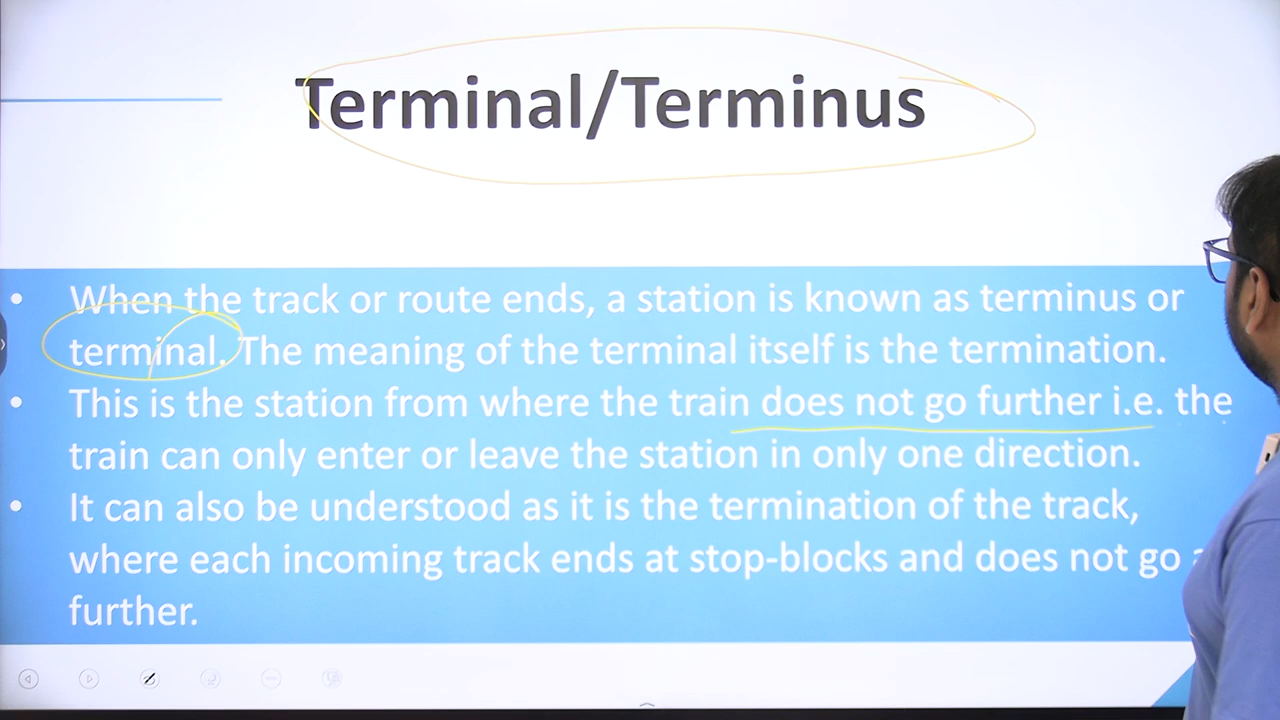 Terminal/Terminus
• When the track or route ends, a station is known as terminus or
terminal. The meaning of the terminal itself is the termination.
• This is the station from where the train does not go further i.e. the
train can only enter or leave the station in only one direction.
• It can also be understood as it is the termination of the track,
where each incoming track ends at stop-blocks and does not go
further.